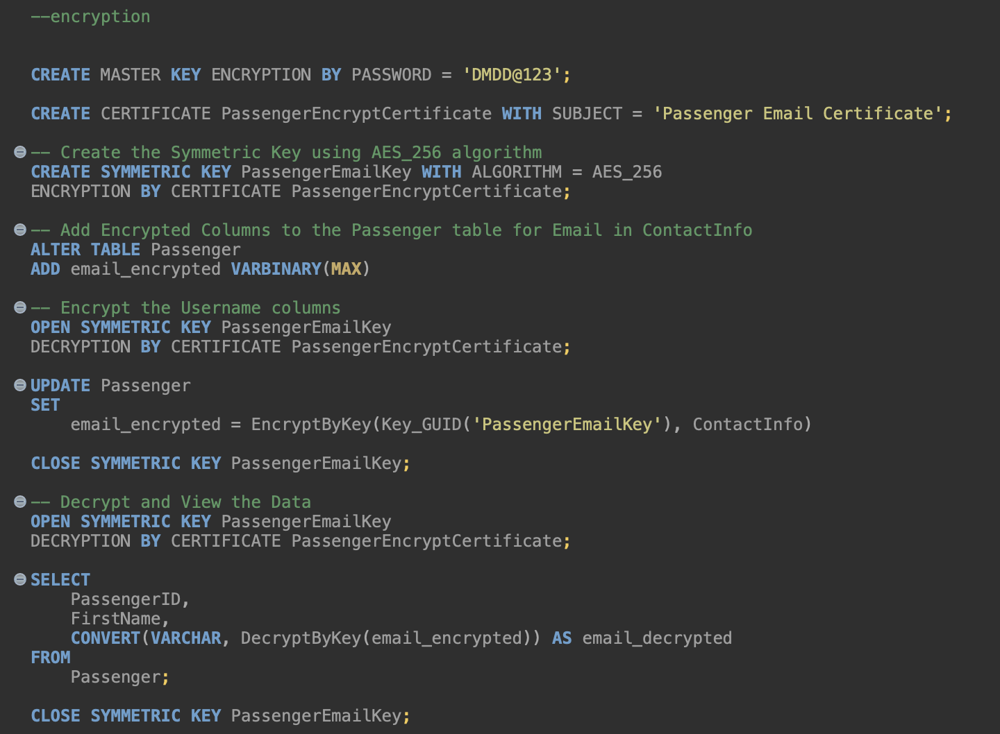 --encryption
CREATE MASTER KEY ENCRYPTION BY PASSWORD = 'DMDD@123';
CREATE CERTIFICATE PassengerEncryptCertificate WITH SUBJECT = 'Passenger Email Certificate';
-- Create the Symmetric Key using AES_256 algorithm
CREATE SYMMETRIC KEY PassengerEmailKey WITH ALGORITHM = AES_256
ENCRYPTION BY CERTIFICATE PassengerEncryptCertificate;
-- Add Encrypted Columns to the Passenger table for Email in ContactInfo
ALTER TABLE Passenger
ADD email_encrypted VARBINARY(MAX)
-- Encrypt the Username columns
OPEN SYMMETRIC KEY PassengerEmailKey
DECRYPTION BY CERTIFICATE PassengerEncryptCertificate;
UPDATE Passenger
SET
    email_encrypted = EncryptByKey(Key_GUID('PassengerEmailKey'), ContactInfo)
CLOSE SYMMETRIC KEY PassengerEmailKey;
-- Decrypt and View the Data
OPEN SYMMETRIC KEY PassengerEmailKey
DECRYPTION BY CERTIFICATE PassengerEncryptCertificate;
SELECT
    PassengerID,
    FirstName,
    CONVERT(VARCHAR, DecryptByKey(email_encrypted)) AS email_decrypted
FROM
    Passenger;
CLOSE SYMMETRIC KEY PassengerEmailKey;